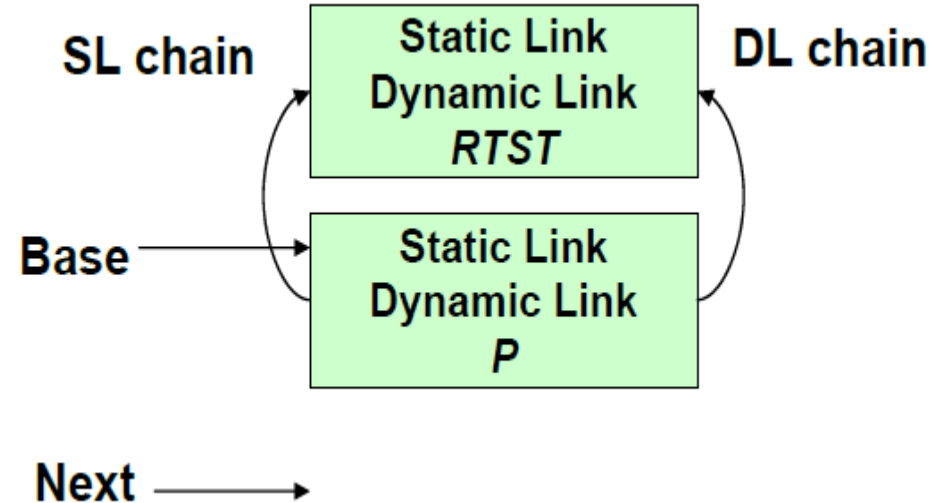 SL chain
Static Link
Dynamic Link
RTST
DL chain
Base
Static Link
Dynamic Link
P
Next